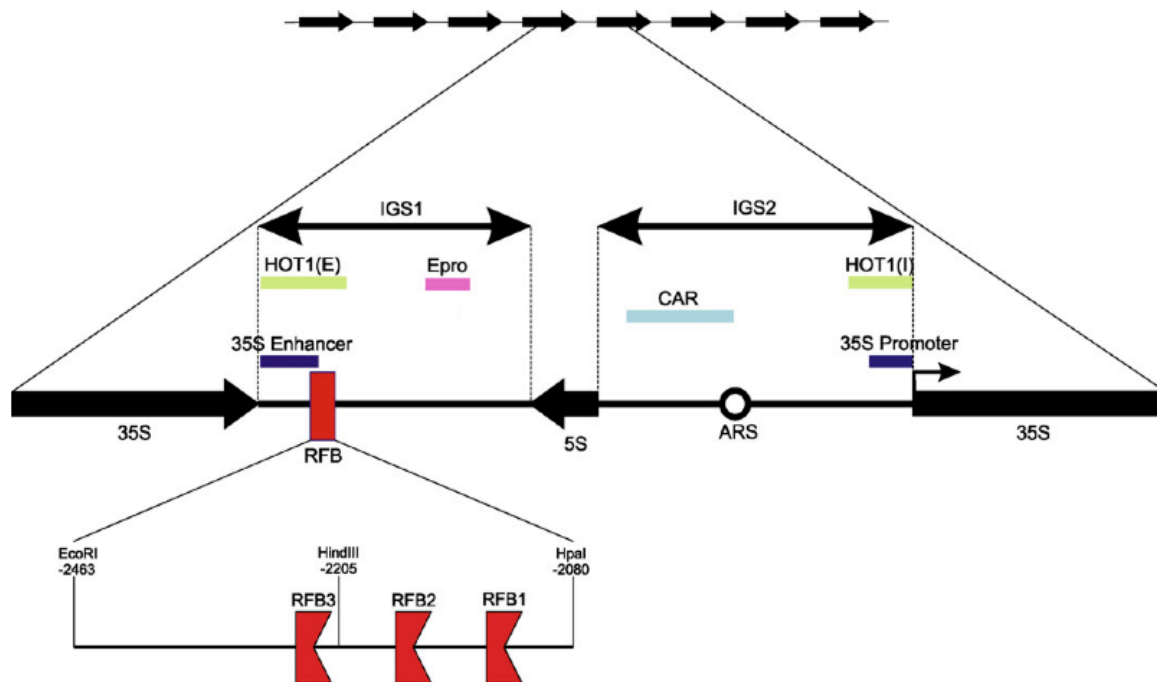 IGS1
IGS2
HOT1(E)
Epro
HOT1(I)
CAR
35S Enhancer
35S Promoter
35S
RFB
5S
ARS
35S
EcoRI
-2463
HindIII
-2205
HpaI
-2080
RFB3
RFB2
RFB1